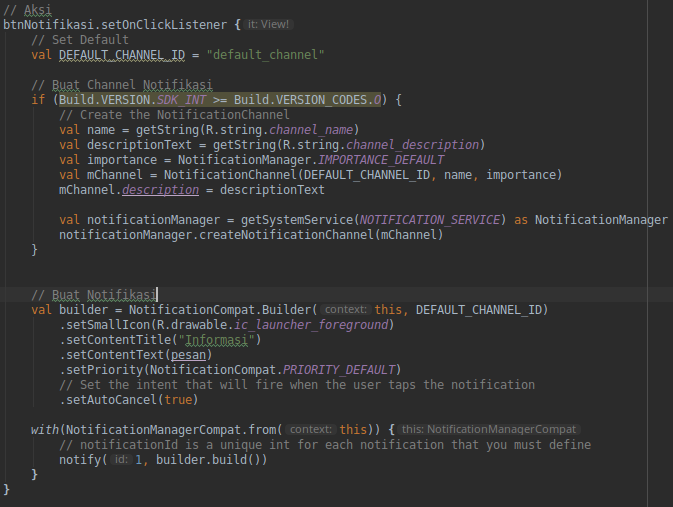 // Aksi
btnNotifikasi.setOnClickListener { it: View!
// Set Default
val DEFAULT_CHANNEL_ID = "default_channel"
// Buat Channel Notifikasi
if (Build.VERSION.SDK_INT >= Build.VERSION_CODES.O) {
// Create the NotificationChannel
val name = getString(R.string.channel_name)
val descriptionText = getString(R.string.channel_description)
val importance = NotificationManager.IMPORTANCE_DEFAULT
val mChannel = NotificationChannel(DEFAULT_CHANNEL_ID, name, importance)
mChannel.description = descriptionText
val notificationManager = getSystemService(NOTIFICATION_SERVICE) as NotificationManager
notificationManager.createNotificationChannel(mChannel)
}
// Buat Notifikasi
val builder = NotificationCompat.Builder( context: this, DEFAULT_CHANNEL_ID)
.setSmallIcon(R.drawable.ic_launcher_foreground)
.setContentTitle("Informasi")
.setContentText(pesan)
.setPriority(NotificationCompat.PRIORITY_DEFAULT)
// Set the intent that will fire when the user taps the notification
.setAutoCancel(true)
with(NotificationManagerCompat.from( context: this)) { this: NotificationManagerCompat
// notificationId is a unique int for each notification that you must define
notify( id: 1, builder.build())
}
}